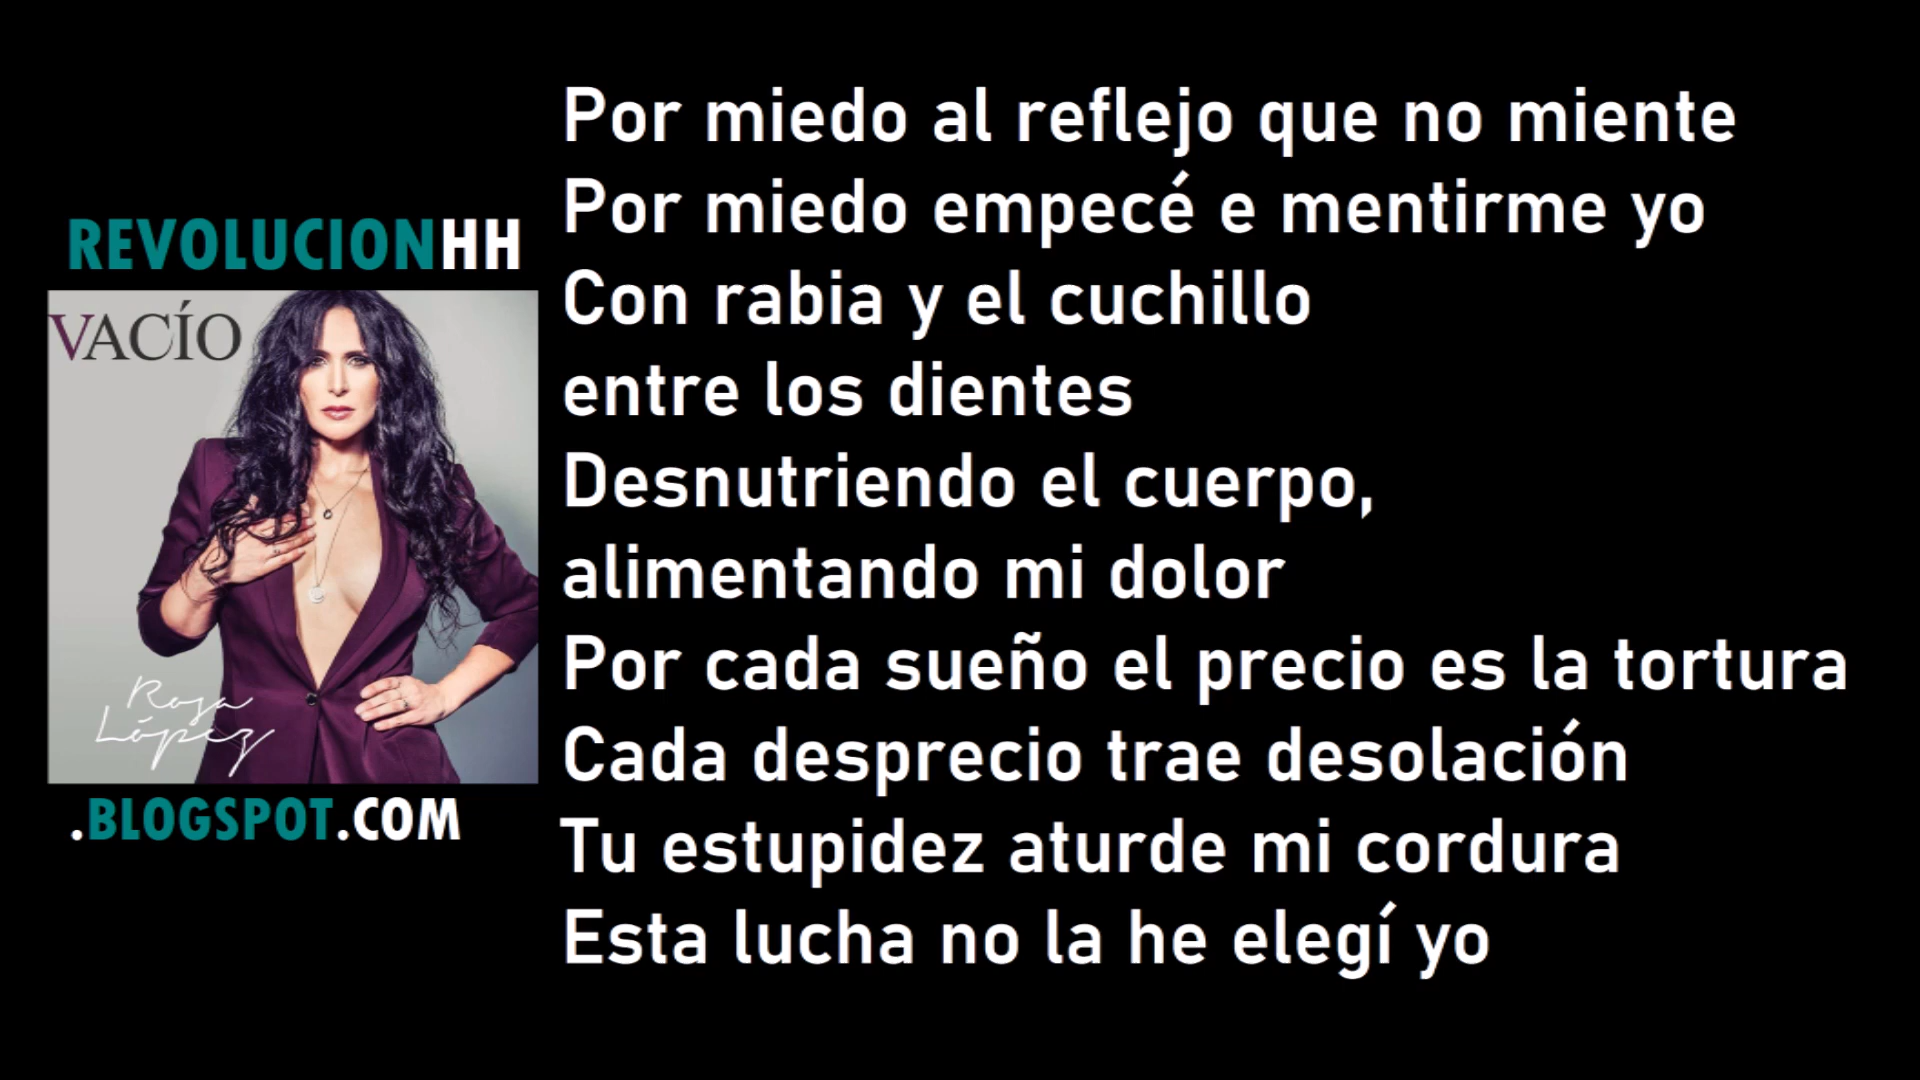 REVOLUCIONHH
VACÍO
Rosa
López
.BLOGSPOT.COM
Por miedo al reflejo que no miente
Por miedo empecé e mentirme yo
Con rabia y el cuchillo
entre los dientes
Desnutriendo el cuerpo,
alimentando mi dolor
Por cada sueño el precio es la tortura
Cada desprecio trae desolación
Tu estupidez aturde mi cordura
Esta lucha no la he elegí yo